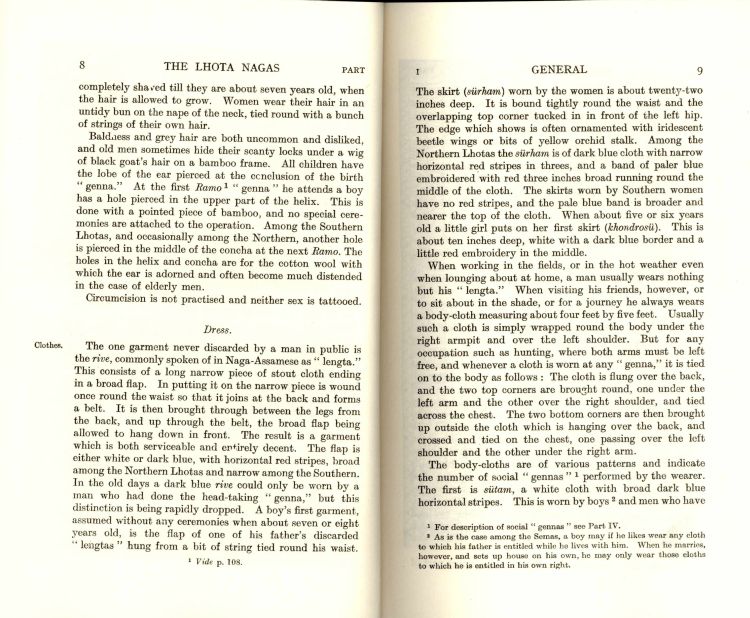 8 THE LHOTA NAGAS PART
completely shaved till they are about seven years old, when
the hair is allowed to grow. Women wear their hair in an
untidy bun on the nape of the neck, tied round with a bunch
of strings of their own hair.
Baldness and grey hair are both uncommon and disliked,
and old men sometimes hide their scanty locks under a wig
of black goat's hair on a bamboo frame. All children have
the lobe of the ear pierced at the conclusion of the birth
" genna." At the first Ramo ¹ " genna " he attends a boy
has a hole pierced in the upper part of the helix. This is
done with a pointed piece of bamboo, and no special cere-
monies are attached to the operation. Among the Southern
Lhotas, and occasionally among the Northern, another hole
is pierced in the middle of the concha at the next Ramo. The
holes in the helix and concha are for the cotton wool with
which the ear is adorned and often become much distended
in the case of elderly men.
Circumcision is not practised and neither sex is tattooed.
Dress.
Clothes.
The one garment never discarded by a man in public is
the rive, commonly spoken of in Naga-Assamese as " lengta."
This consists of a long narrow piece of stout cloth ending
in a broad flap. In putting it on the narrow piece is wound
once round the waist so that it joins at the back and forms
a belt. It is then brought through between the legs from
the back, and up through the belt, the broad flap being
allowed to hang down in front. The result is a garment
which is both serviceable and entirely decent. The flap is
either white or dark blue, with horizontal red stripes, broad
among the Northern Lhotas and narrow among the Southern.
In the old days a dark blue rive could only be worn by a
man who had done the head-taking " genna," but this
distinction is being rapidly dropped. A boy's first garment,
assumed without any ceremonies when about seven or eight
years old, is the flap of one of his father's discarded
" lengtas " hung from a bit of string tied round his waist.
¹ Vide p. 108.
I GENERAL 9
The skirt (sürham) worn by the women is about twenty-two
inches deep. It is bound tightly round the waist and the
overlapping top corner tucked in in front of the left hip.
The edge which shows is often ornamented with iridescent
beetle wings or bits of yellow orchid stalk. Among the
Northern Lhotas the sürham is of dark blue cloth with narrow
horizontal red stripes in threes, and a band of paler blue
embroidered with red three inches broad running round the
middle of the cloth. The skirts worn by Southern women
have no red stripes, and the pale blue band is broader and
nearer the top of the cloth. When about five or six years
old a little girl puts on her first skirt (khondrosü). This is
about ten inches deep, white with a dark blue border and a
little red embroidery in the middle.
When working in the fields, or in the hot weather even
when lounging about at home, a man usually wears nothing
but his " lengta." When visiting his friends, however, or
to sit about in the shade, or for a journey he always wears
a body-cloth measuring about four feet by five feet. Usually
such a cloth is simply wrapped round the body under the
right armpit and over the left shoulder. But for any
occupation such as hunting, where both arms must be left
free, and whenever a cloth is worn at any " genna," it is tied
on to the body as follows : The cloth is flung over the back,
and the two top corners are brought round, one under the
left arm and the other over the right shoulder, and tied
across the chest. The two bottom corners are then brought
up outside the cloth which is hanging over the back, and
crossed and tied on the chest, one passing over the left
shoulder and the other under the right arm.
The body-cloths are of various patterns and indicate
the number of social " gennas " ¹ performed by the wearer.
The first is sütam, a white cloth with broad dark blue
horizontal stripes. This is worn by boys ² and men who have
¹ For description of social " gennas " see Part IV.
² As is the case among the Semas, a boy may if he likes wear any cloth
to which his father is entitled while he lives with him. When he marries,
however, and sets up house on his own, he may only wear those cloths
to which he is entitled in his own right.